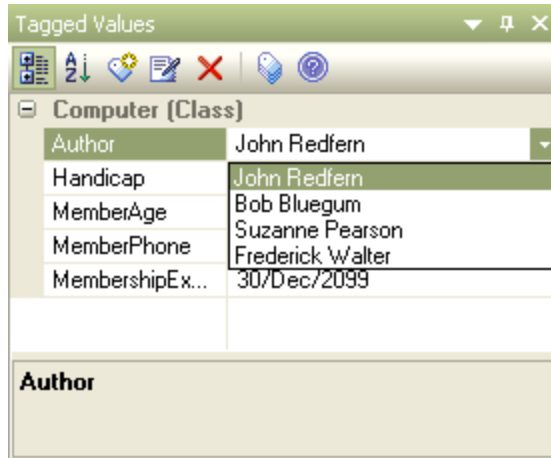 Tagged Values
A Z
Computer (Class)
Author John Redfern
Handicap John Redfern
MemberAge Bob Bluegum
MemberPhone Suzanne Pearson
Frederick Walter
MembershipEx... 30/Dec/2099
Author